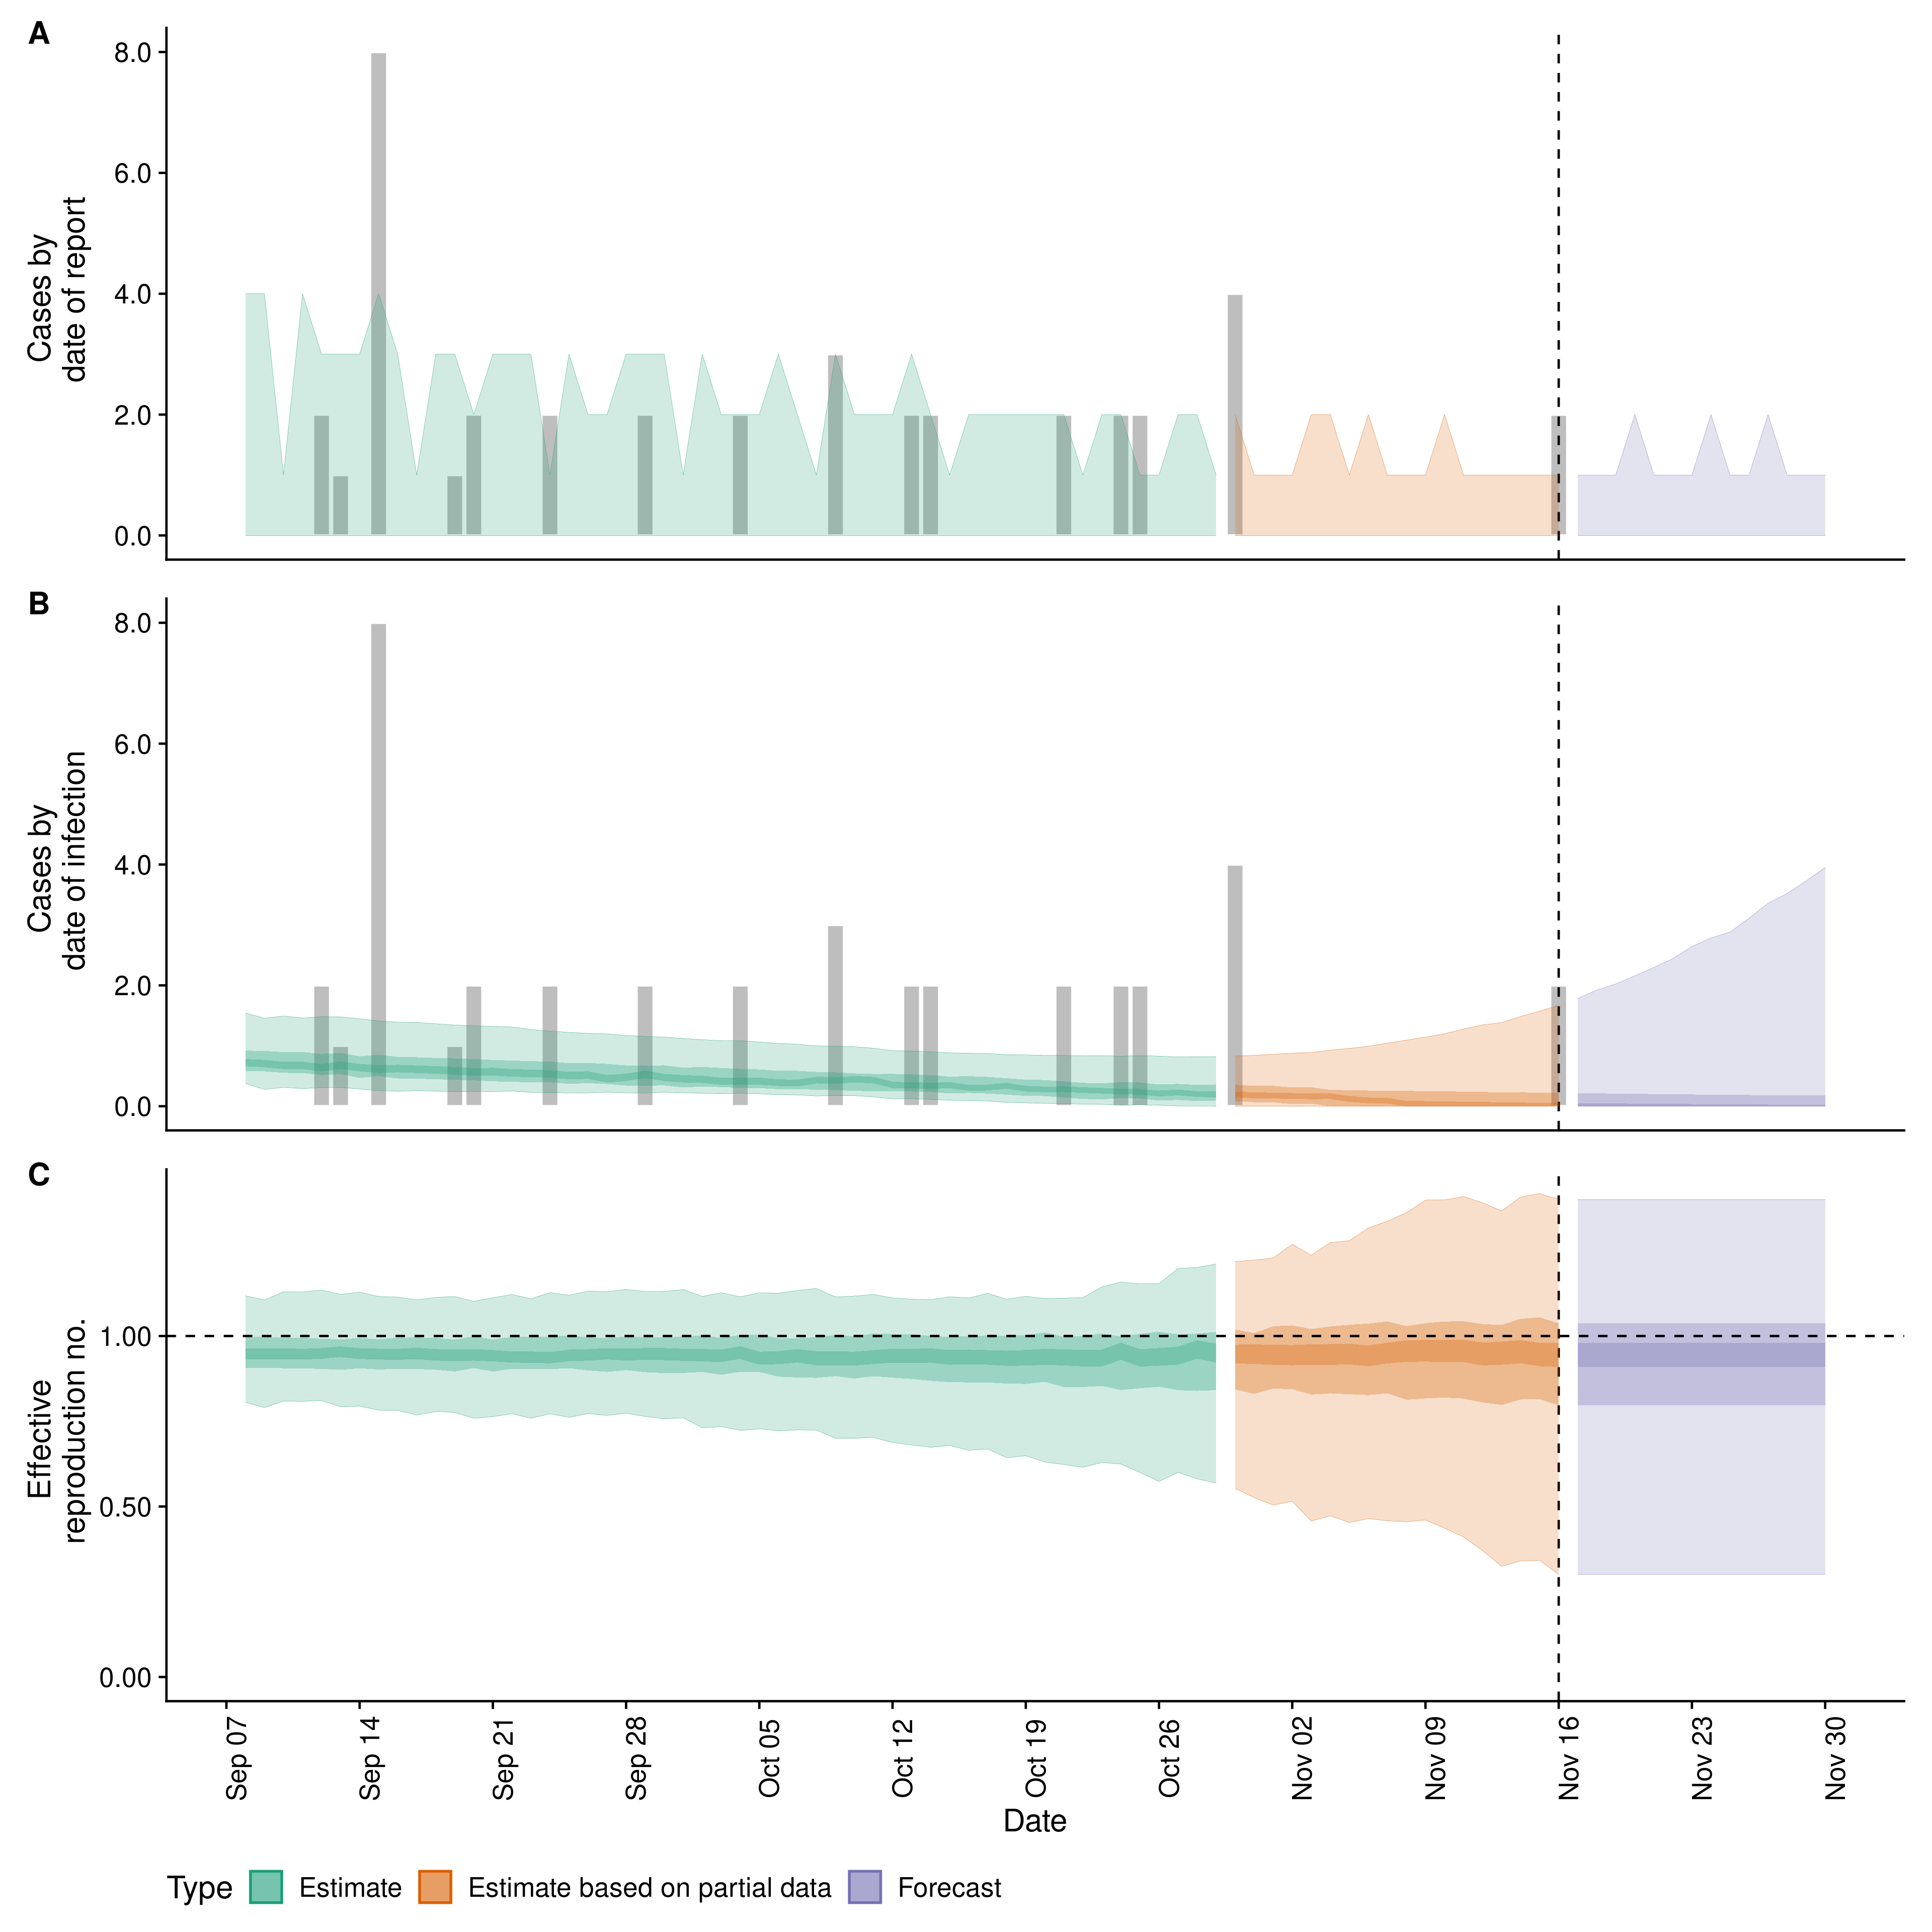 A
8.0
6.0
4.0
2.0
0.0
Cases by
date of report
B
8.0
6.0
4.0
2.0
0.0
Cases by
date of infection
C
1.00
0.50
0.00
Effective
reproduction no.
Sep 07
Sep 14
Sep 21
Sep 28
Oct 05
Oct 12
Oct 19
Oct 26
Nov 02
Nov 09
Nov 16
Nov 23
Nov 30
Date
Type
Estimate
Estimate based on partial data
Forecast